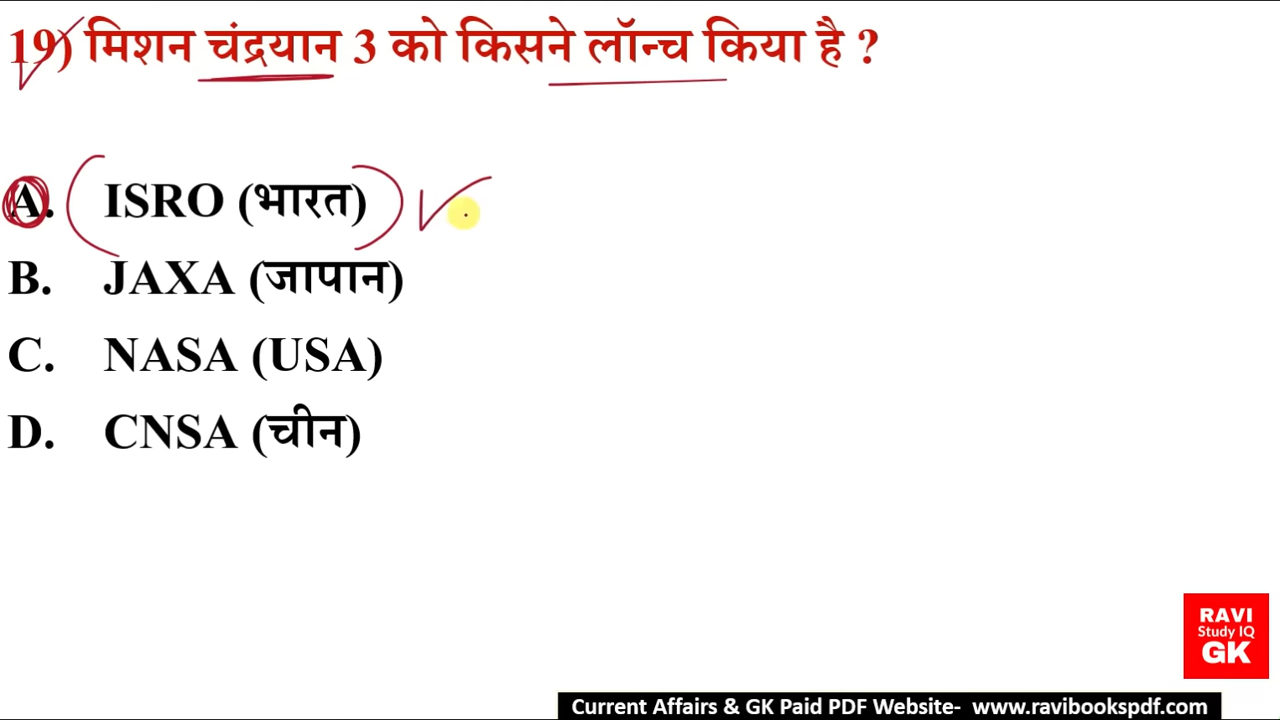 19) मिशन चंद्रयान 3 को किसने लॉन्च किया है ?
A. ISRO (भारत)
B. JAXA (जापान)
C. NASA (USA)
D. CNSA (चीन)
RAVI
Study IQ
GK
Current Affairs & GK Paid PDF Website- www.ravibookspdf.com